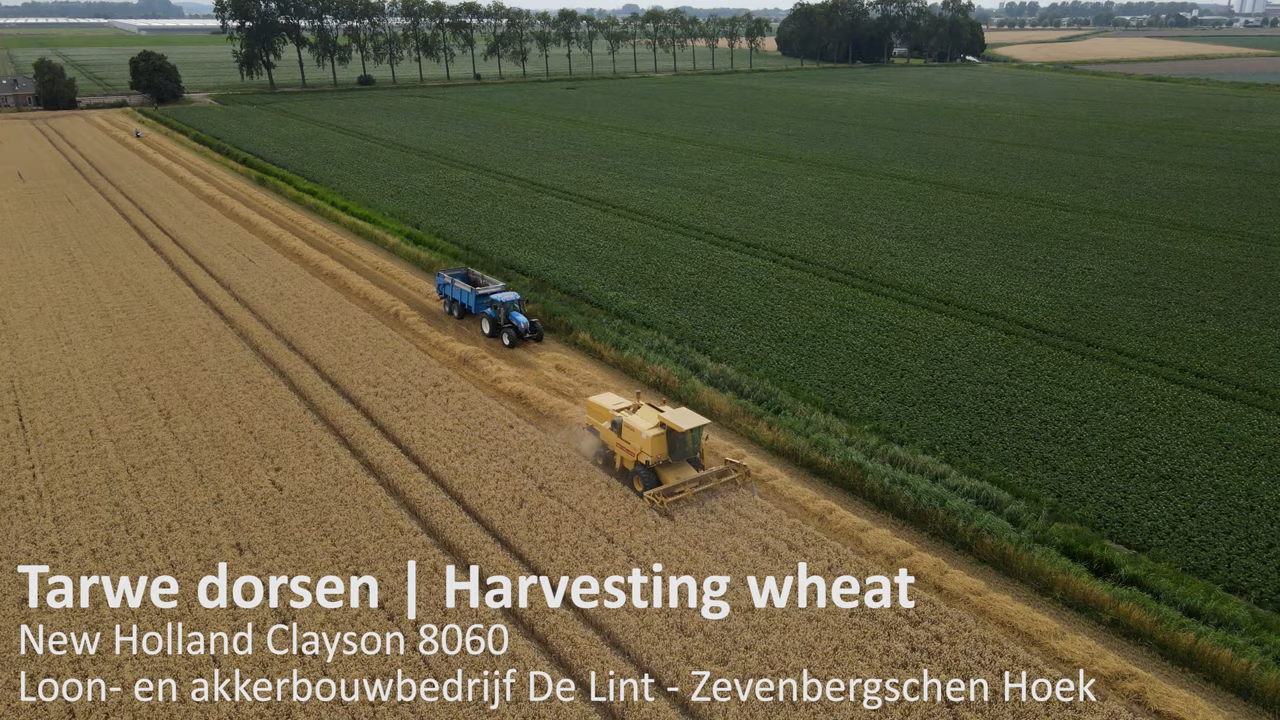 Tarwe dorsen | Harvesting wheat
New Holland Clayson 8060
Loon- en akkerbouwbedrijf De Lint - Zevenbergschen Hoek